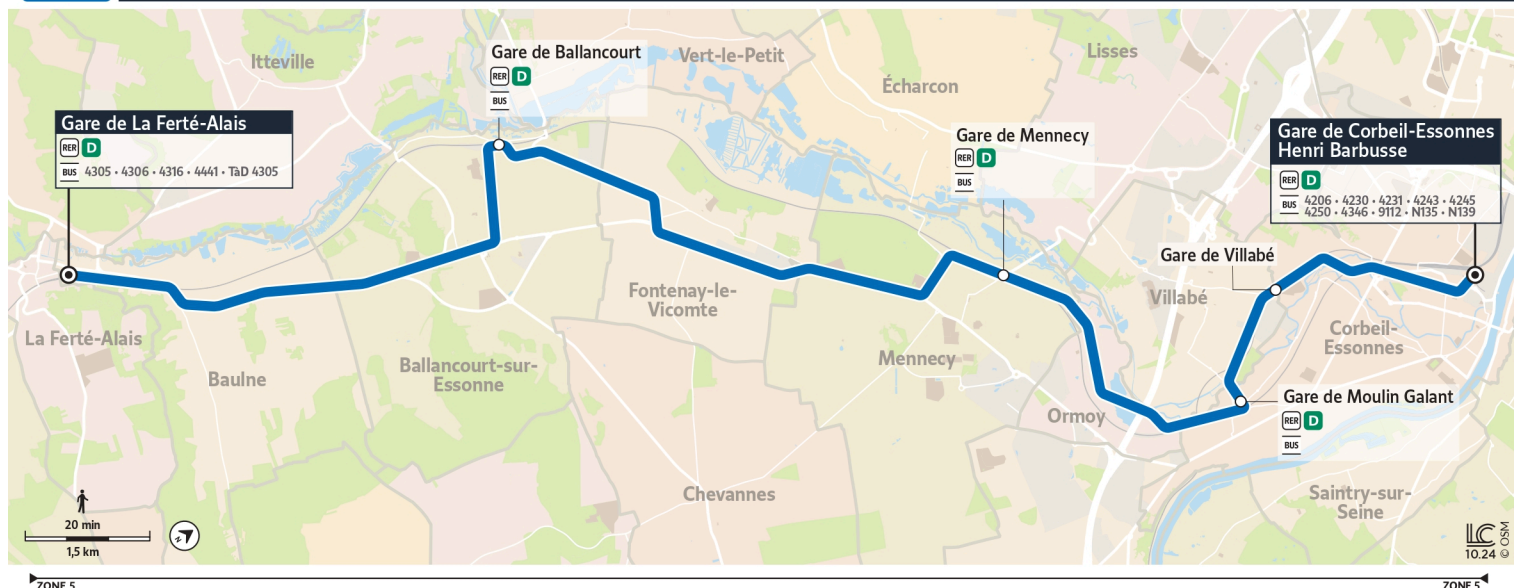 Itteville
Gare de Ballancourt
RER D
BUS
Vert-le-Petit
Écharcon
Lisses
Gare de La Ferté-Alais
RER D
BUS 4305 • 4306 • 4316 • 4441 • TàD 4305
Gare de Mennecy
RER D
BUS
Gare de Corbeil-Essonnes
Henri Barbusse
RER D
BUS 4206 • 4230 • 4231 • 4243 • 4245
4250 • 4346 • 9112 • N135 • N139
Gare de Villabé
Villabé
Fontenay-le-
Vicomte
La Ferté-Alais
Baulne
Ballancourt-sur-
Essonne
Mennecy
Corbeil-
Essonnes
Ormoy
Gare de Moulin Galant
RER D
BUS
Chevannes
Saintry-sur-
Seine
20 min
1,5 km
N
LC
10.24 © OSM
ZONE 5
ZONE 5